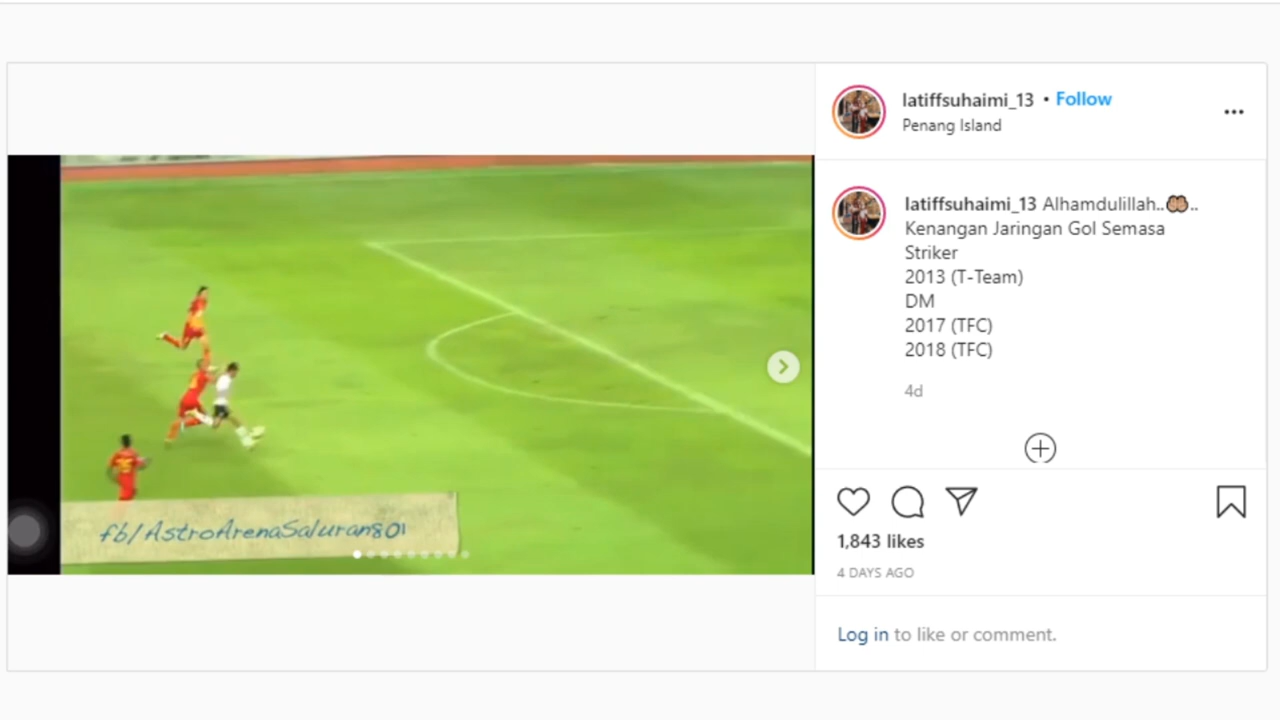 latiffsuhaimi_13 • Follow
Penang Island
latiffsuhaimi_13 Alhamdulillah..🤲🏽..
Kenangan Jaringan Gol Semasa
Striker
2013 (T-Team)
DM
2017 (TFC)
2018 (TFC)
4d
fb/AstroArenaSaluran801
1,843 likes
4 DAYS AGO
Log in to like or comment.